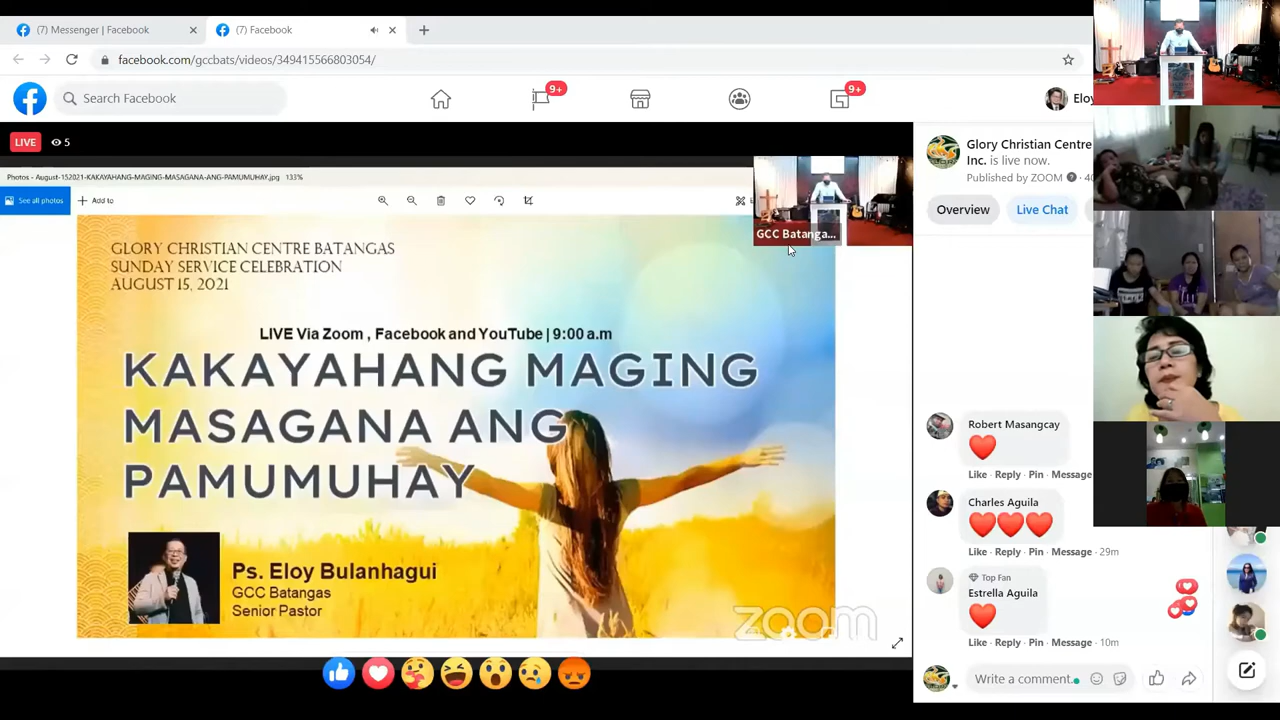 (7) Messenger | Facebook
(7) Facebook
facebook.com/gccbats/videos/349415566803054/
Search Facebook
9+
9+
Eloy
LIVE
5
Photos - August-152021-KAKAYAHANG-MAGING-MASAGANA-ANG-PAMUMUHAY.jpg 133%
See all photos
Add to
GCC Batanga...
GLORY CHRISTIAN CENTRE BATANGAS
SUNDAY SERVICE CELEBRATION
AUGUST 15, 2021
LIVE Via Zoom , Facebook and YouTube | 9:00 a.m
KAKAYAHANG MAGING
MASAGANA ANG
PAMUMUHAY
Ps. Eloy Bulanhagui
GCC Batangas
Senior Pastor
zoom
Glory Christian Centre
Inc. is live now.
Published by ZOOM
Overview
Live Chat
Robert Masangcay
Like · Reply · Pin · Message
Charles Aguila
Like · Reply · Pin · Message · 29m
Top Fan
Estrella Aguila
Like · Reply · Pin · Message · 10m
Write a comment...